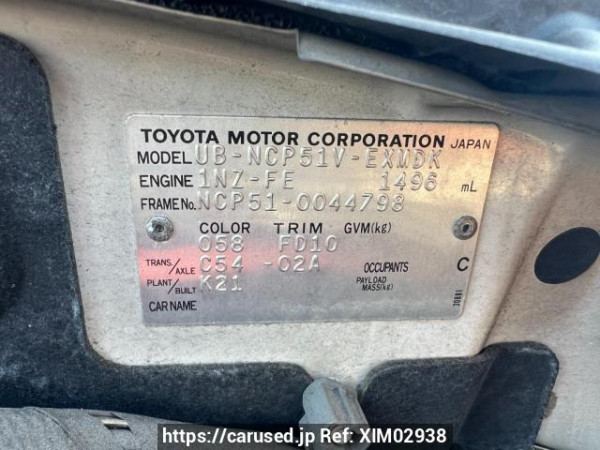 TOYOTA MOTOR CORPORATION JAPAN
MODEL UB-NCP51V-EXMDK
ENGINE 1NZ-FE 1496 mL
FRAME No. NCP51-0044798
COLOR TRIM GVM(kg)
058 FD10
TRANS./AXLE C54 -02A OCCUPANTS C
PLANT/BUILT K21 PAYLOAD MASS(kg)
CAR NAME
https://carused.jp Ref: XIM02938